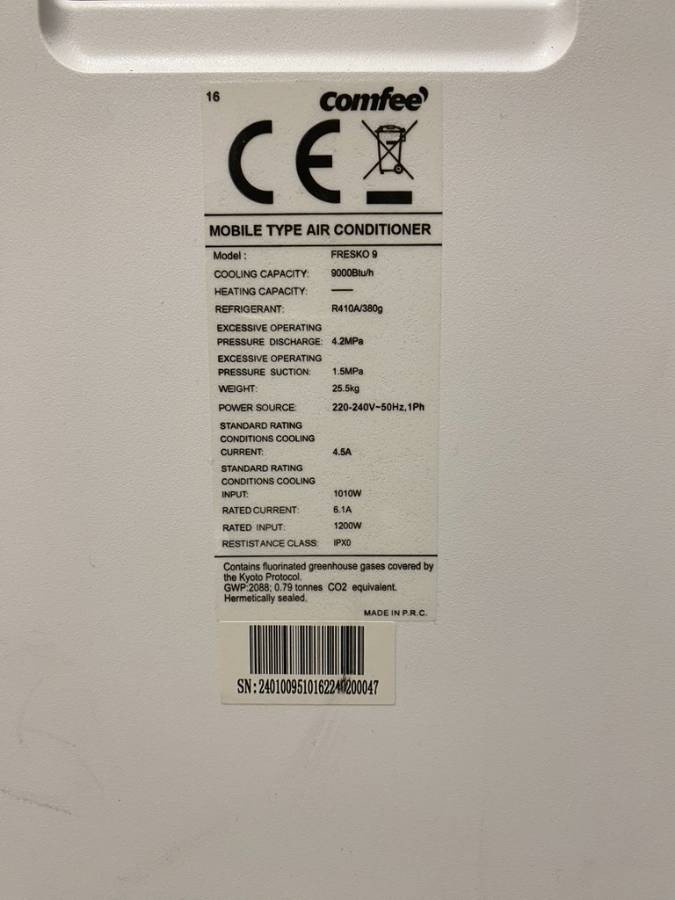 16
comfee'
CE
MOBILE TYPE AIR CONDITIONER
Model : FRESKO 9
COOLING CAPACITY: 9000Btu/h
HEATING CAPACITY: —
REFRIGERANT: R410A/380g
EXCESSIVE OPERATING
PRESSURE DISCHARGE: 4.2MPa
EXCESSIVE OPERATING
PRESSURE SUCTION: 1.5MPa
WEIGHT: 25.5kg
POWER SOURCE: 220-240V~50Hz,1Ph
STANDARD RATING
CONDITIONS COOLING
CURRENT: 4.5A
STANDARD RATING
CONDITIONS COOLING
INPUT: 1010W
RATED CURRENT: 6.1A
RATED INPUT: 1200W
RESTISTANCE CLASS: IPX0
Contains fluorinated greenhouse gases covered by
the Kyoto Protocol.
GWP:2088; 0.79 tonnes CO2 equivalent.
Hermetically sealed.
MADE IN P.R.C.
SN:2401009510162240200047